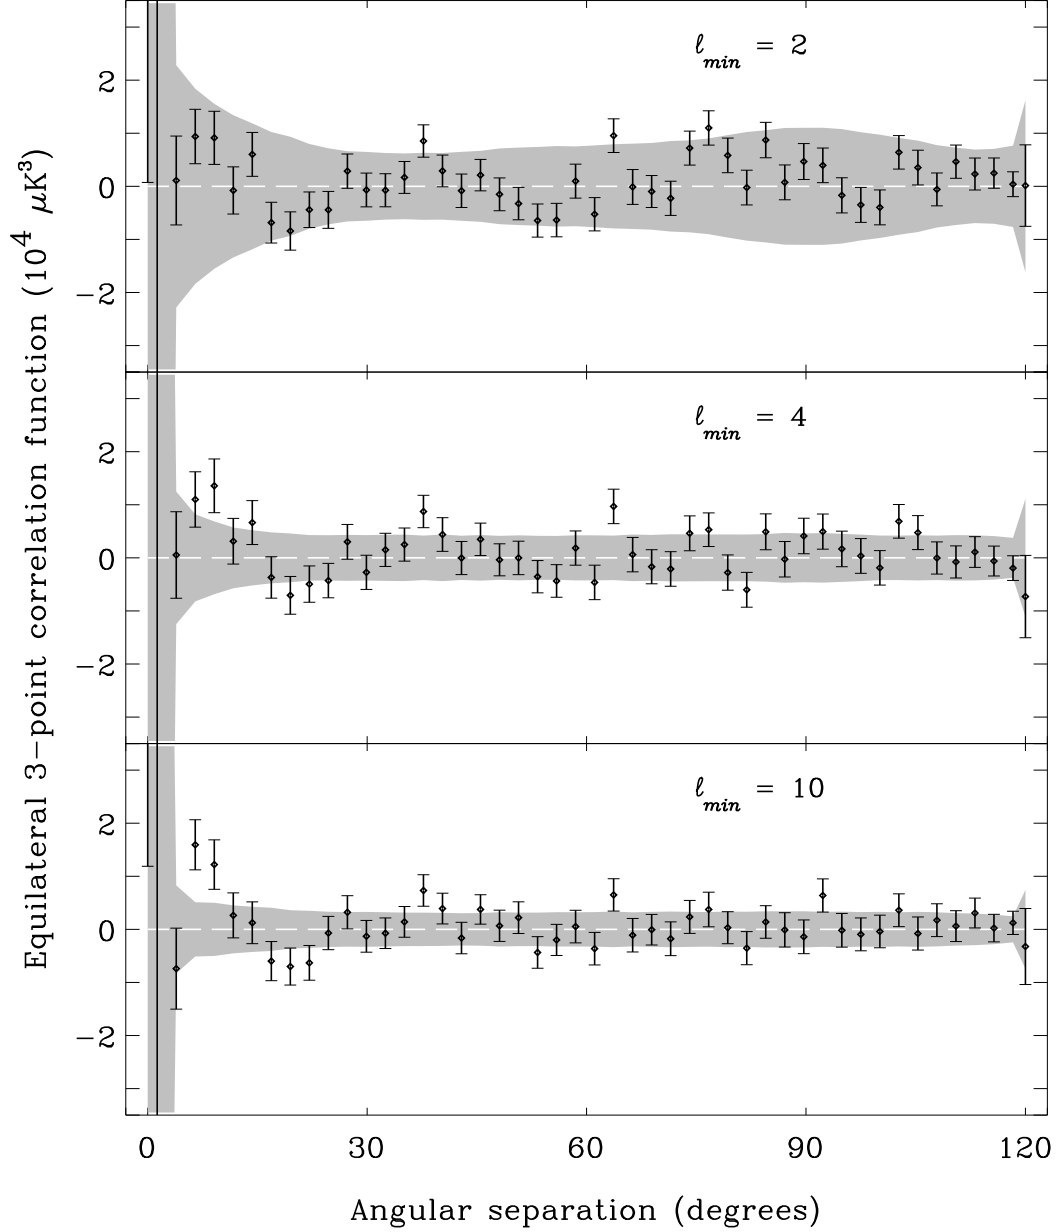 Equilateral 3−point correlation function (10⁴ μK³)
ℓmin = 2
2
0
−2
ℓmin = 4
2
0
−2
ℓmin = 10
2
0
−2
0 30 60 90 120
Angular separation (degrees)